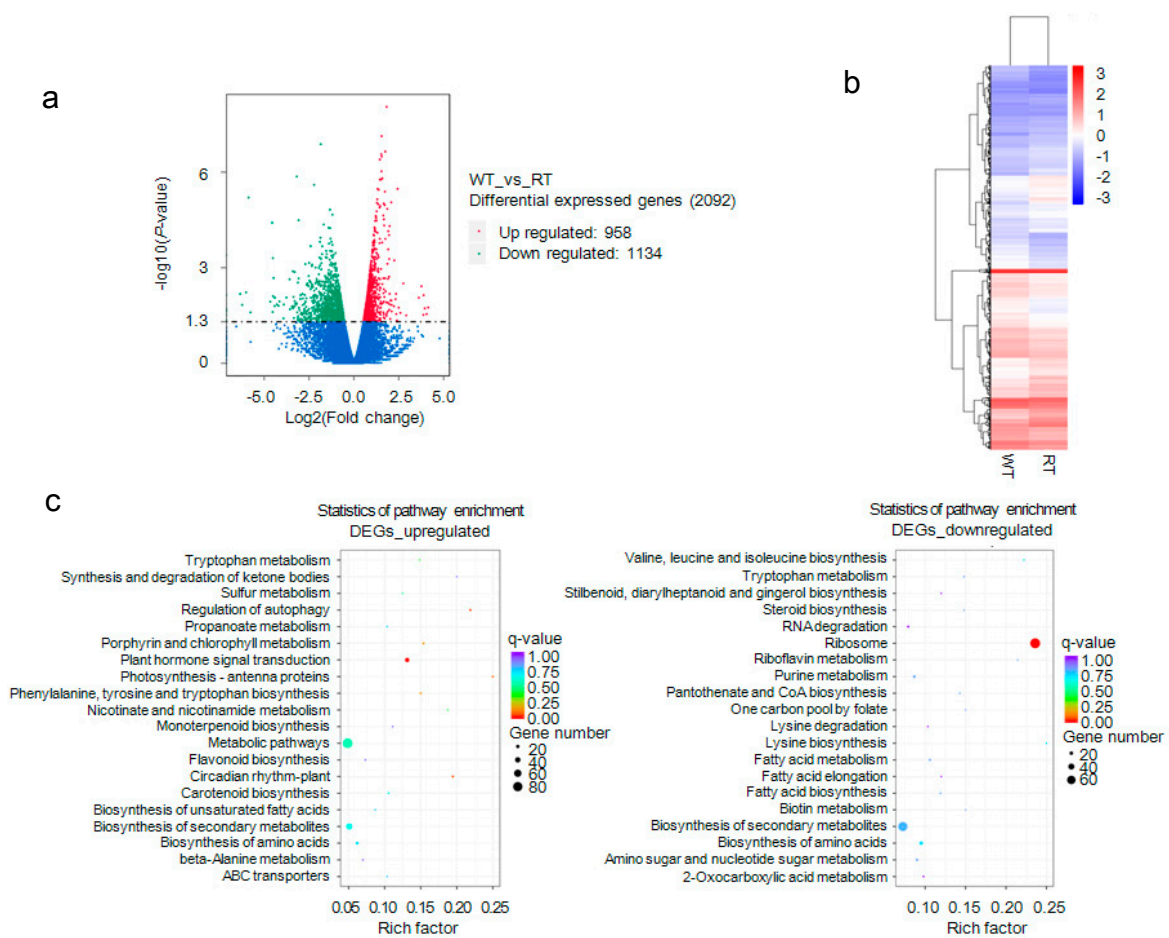 a
6
3
1.3
0
-log10(P-value)
-5.0
-2.5
0.0
2.5
5.0
Log2(Fold change)
WT_vs_RT
Differential expressed genes (2092)
Up regulated: 958
Down regulated: 1134
b
3
2
1
0
-1
-2
-3
WT
RT
c
Statistics of pathway enrichment
DEGs_upregulated
Tryptophan metabolism
Synthesis and degradation of ketone bodies
Sulfur metabolism
Regulation of autophagy
Propanoate metabolism
Porphyrin and chlorophyll metabolism
Plant hormone signal transduction
Photosynthesis - antenna proteins
Phenylalanine, tyrosine and tryptophan biosynthesis
Nicotinate and nicotinamide metabolism
Monoterpenoid biosynthesis
Metabolic pathways
Flavonoid biosynthesis
Circadian rhythm-plant
Carotenoid biosynthesis
Biosynthesis of unsaturated fatty acids
Biosynthesis of secondary metabolites
Biosynthesis of amino acids
beta-Alanine metabolism
ABC transporters
0.05
0.10
0.15
0.20
0.25
Rich factor
q-value
1.00
0.75
0.50
0.25
0.00
Gene number
20
40
60
80
Statistics of pathway enrichment
DEGs_downregulated
Valine, leucine and isoleucine biosynthesis
Tryptophan metabolism
Stilbenoid, diarylheptanoid and gingerol biosynthesis
Steroid biosynthesis
RNA degradation
Ribosome
Riboflavin metabolism
Purine metabolism
Pantothenate and CoA biosynthesis
One carbon pool by folate
Lysine degradation
Lysine biosynthesis
Fatty acid metabolism
Fatty acid elongation
Fatty acid biosynthesis
Biotin metabolism
Biosynthesis of secondary metabolites
Biosynthesis of amino acids
Amino sugar and nucleotide sugar metabolism
2-Oxocarboxylic acid metabolism
0.10
0.15
0.20
0.25
Rich factor
q-value
1.00
0.75
0.50
0.25
0.00
Gene number
20
40
60